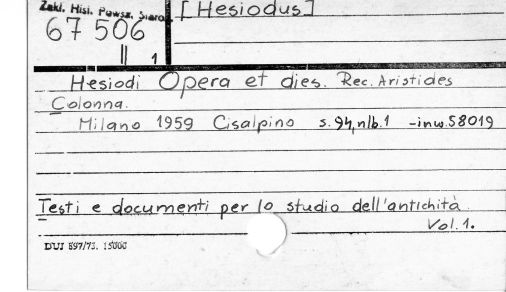 Zakł. Hist. Powsz. Staroż.
[Hesiodus]
67 506
II 1
Hesiodi Opera et dies. Rec. Aristides
Colonna.
Milano 1959 Cisalpino s. 94, nlb. 1 -inw. 58019
Testi e documenti per lo studio dell'antichità
Vol. 1.
DUJ 897/73. 15000